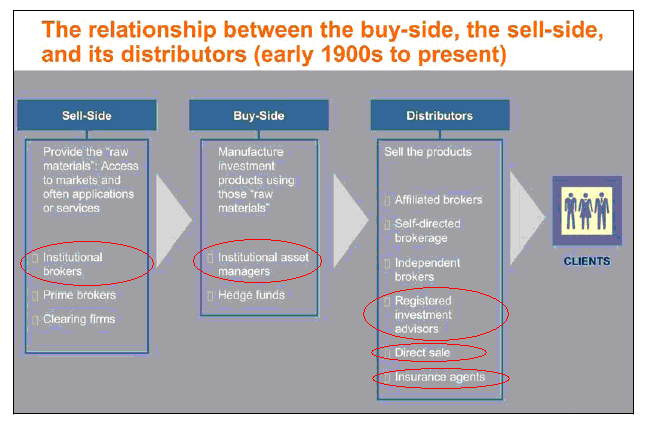 The relationship between the buy-side, the sell-side,
and its distributors (early 1900s to present)
Sell-Side
Provide the “raw
materials”: Access
to markets and
often applications
or services
Institutional
brokers
Prime brokers
Clearing firms
Buy-Side
Manufacture
investment
products using
those “raw
materials”
Institutional asset
managers
Hedge funds
Distributors
Sell the products
Affiliated brokers
Self-directed
brokerage
Independent
brokers
Registered
investment
advisors
Direct sale
Insurance agents
CLIENTS